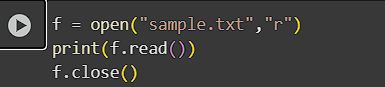 f = open("sample.txt","r")
print(f.read())
f.close()